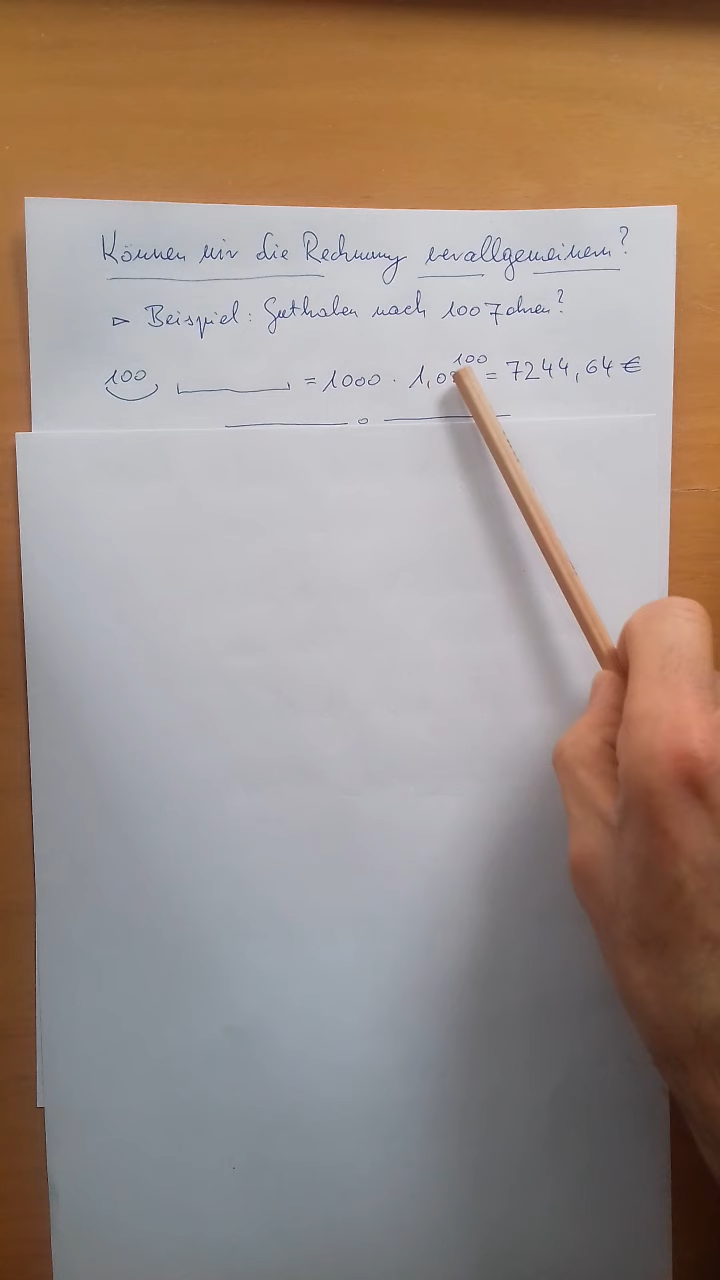 Können wir die Rechnung verallgemeinern?
▷ Beispiel: Guthaben nach 100 Jahren?
100 = 1000 · 1,0 100 = 7244,64 €